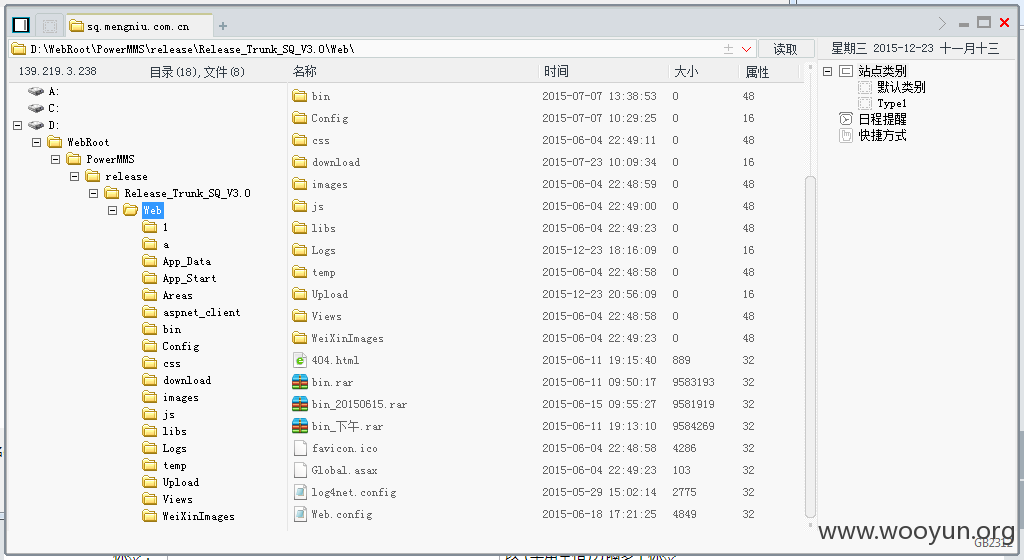 sq.mengniu.com.cn
D:\WebRoot\PowerMMS\release\Release_Trunk_SQ_V3.0\Web\
读取
星期三 2015-12-23 十一月十三
139.219.3.238 目录(18),文件(8)
名称 时间 大小 属性
A:
C:
D:
WebRoot
PowerMMS
release
Release_Trunk_SQ_V3.0
Web
1
a
App_Data
App_Start
Areas
aspnet_client
bin
Config
css
download
images
js
libs
Logs
temp
Upload
Views
WeiXinImages
bin 2015-07-07 13:38:53 0 48
Config 2015-07-07 10:29:25 0 16
css 2015-06-04 22:49:11 0 48
download 2015-07-23 10:09:34 0 16
images 2015-06-04 22:48:59 0 48
js 2015-06-04 22:49:00 0 48
libs 2015-06-04 22:49:23 0 48
Logs 2015-12-23 18:16:09 0 16
temp 2015-06-04 22:48:58 0 48
Upload 2015-12-23 20:56:09 0 16
Views 2015-06-04 22:48:58 0 48
WeiXinImages 2015-06-04 22:49:23 0 48
404.html 2015-06-11 19:15:40 889 32
bin.rar 2015-06-11 09:50:17 9583193 32
bin_20150615.rar 2015-06-15 09:55:27 9581919 32
bin_下午.rar 2015-06-11 19:13:10 9584269 32
favicon.ico 2015-06-04 22:48:58 4286 32
Global.asax 2015-06-04 22:49:23 103 32
log4net.config 2015-05-29 15:02:14 2775 32
Web.config 2015-06-18 17:21:25 4849 32
站点类别
默认类别
Type1
日程提醒
快捷方式
www.wooyun.org
GB2312